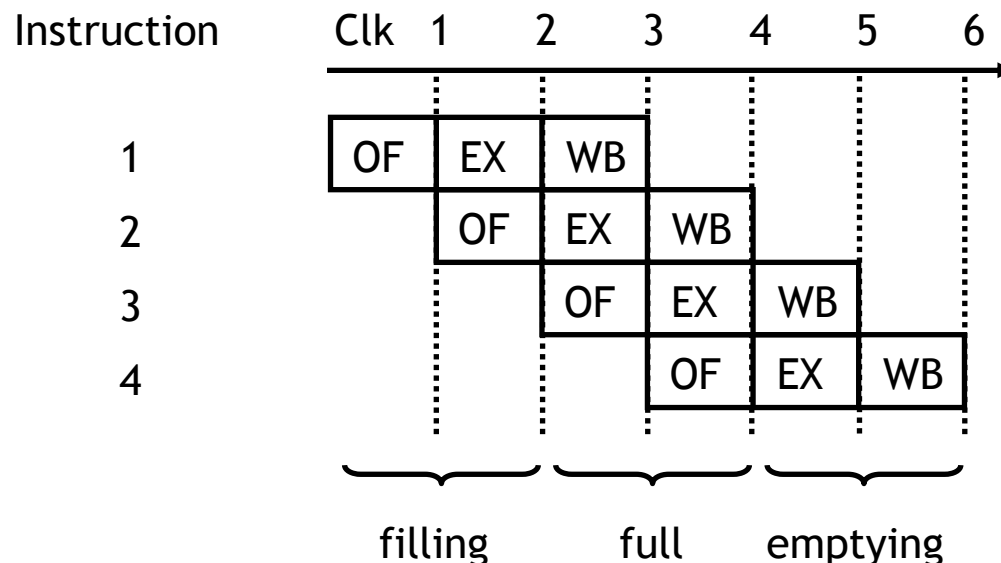 Instruction Clk 1 2 3 4 5 6
1 OF EX WB
2 OF EX WB
3 OF EX WB
4 OF EX WB
filling full emptying